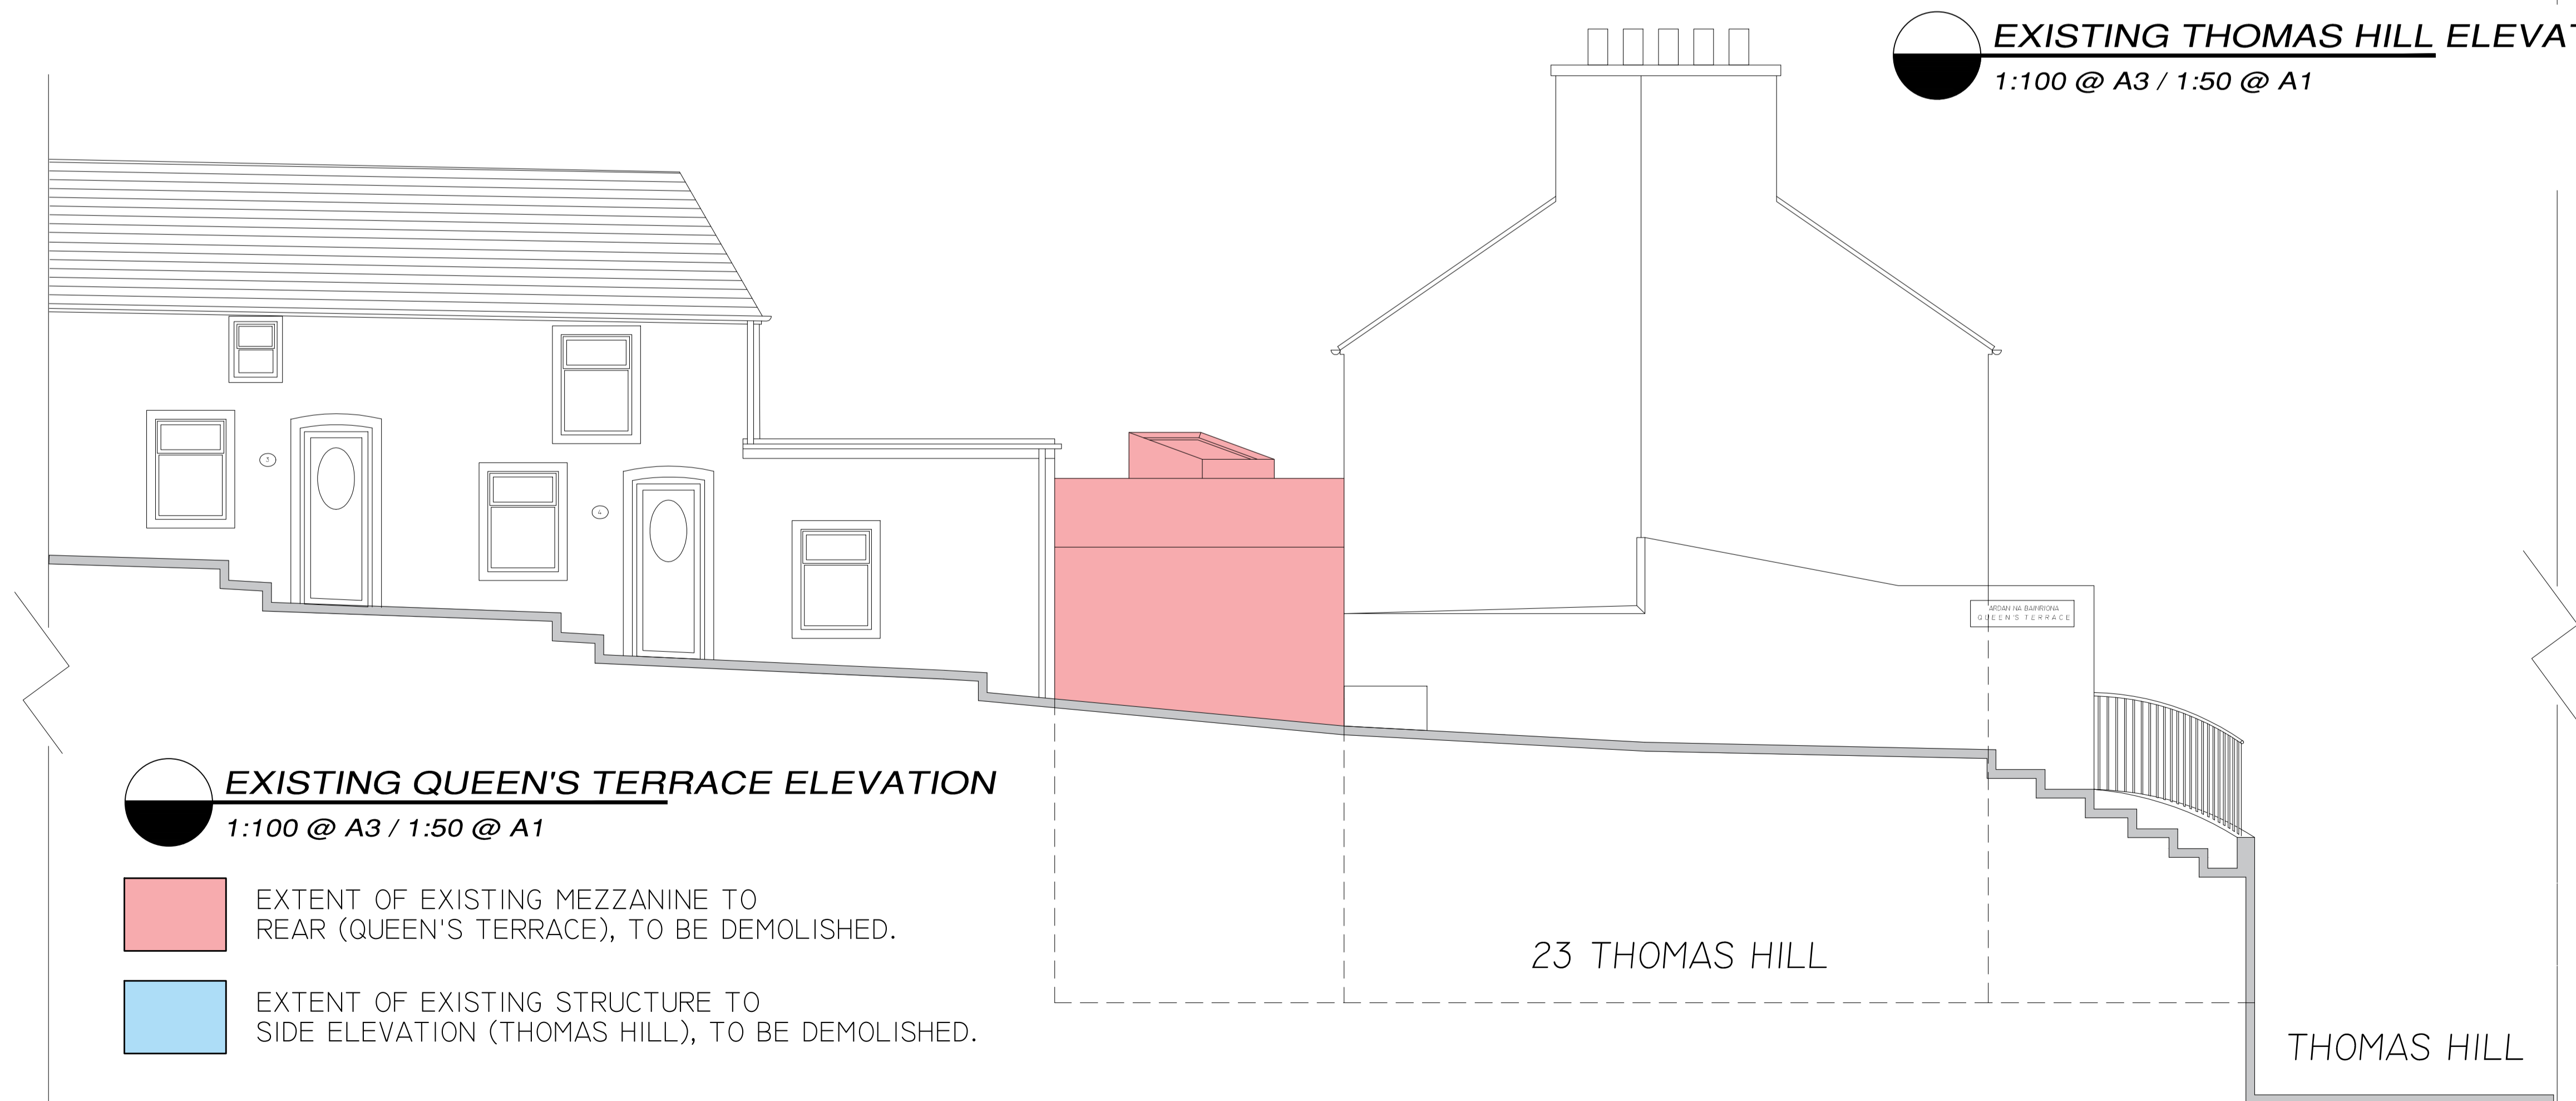 EXISTING THOMAS HILL ELEVAT
1:100 @ A3 / 1:50 @ A1
3
4
ARDAN NA BAINRIONA
QUEEN'S TERRACE
EXISTING QUEEN'S TERRACE ELEVATION
1:100 @ A3 / 1:50 @ A1
EXTENT OF EXISTING MEZZANINE TO
REAR (QUEEN'S TERRACE), TO BE DEMOLISHED.
EXTENT OF EXISTING STRUCTURE TO
SIDE ELEVATION (THOMAS HILL), TO BE DEMOLISHED.
23 THOMAS HILL
THOMAS HILL